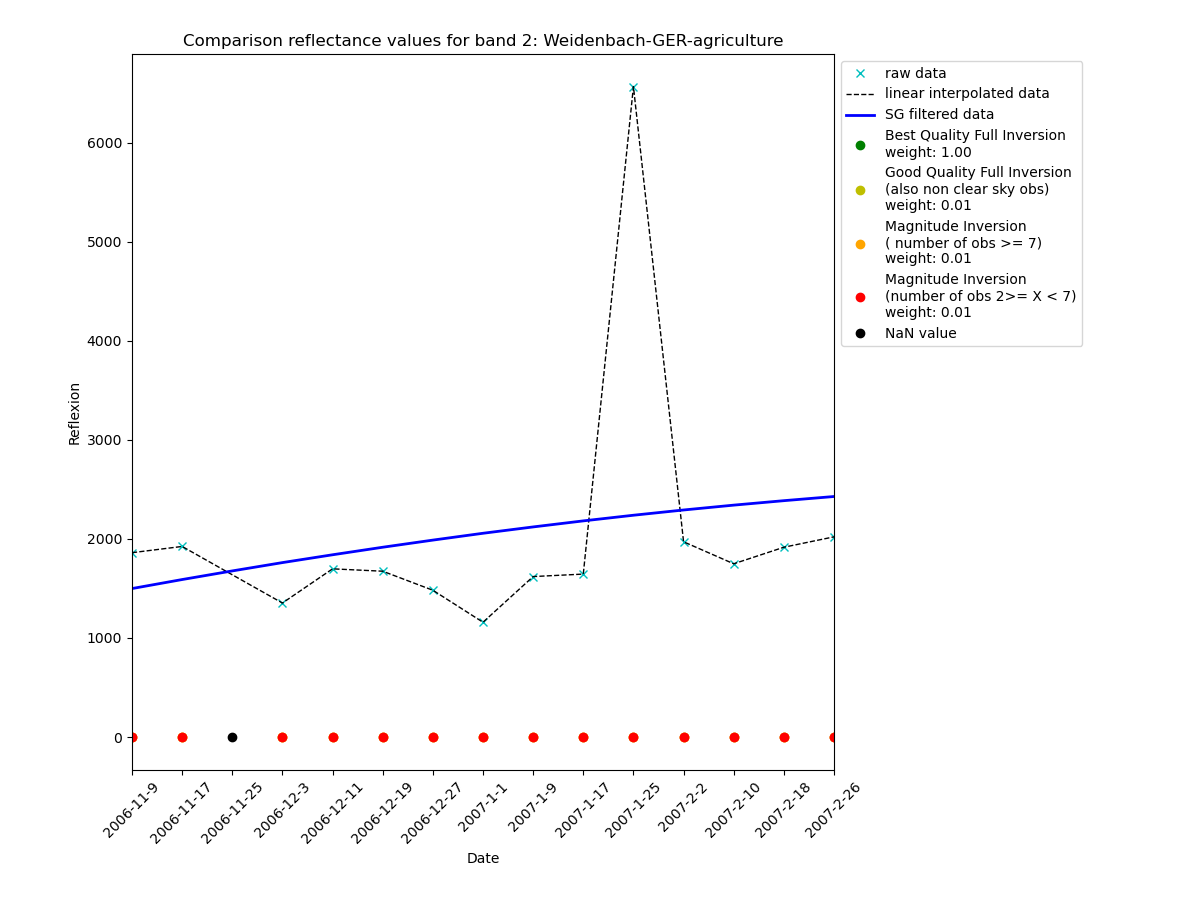 Comparison reflectance values for band 2: Weidenbach-GER-agriculture
raw data
linear interpolated data
SG filtered data
Best Quality Full Inversion
weight: 1.00
Good Quality Full Inversion
(also non clear sky obs)
weight: 0.01
Magnitude Inversion
( number of obs >= 7)
weight: 0.01
Magnitude Inversion
(number of obs 2>= X < 7)
weight: 0.01
NaN value
Reflexion
6000
5000
4000
3000
2000
1000
0
2006-11-9
2006-11-17
2006-11-25
2006-12-3
2006-12-11
2006-12-19
2006-12-27
2007-1-1
2007-1-9
2007-1-17
2007-1-25
2007-2-2
2007-2-10
2007-2-18
2007-2-26
Date